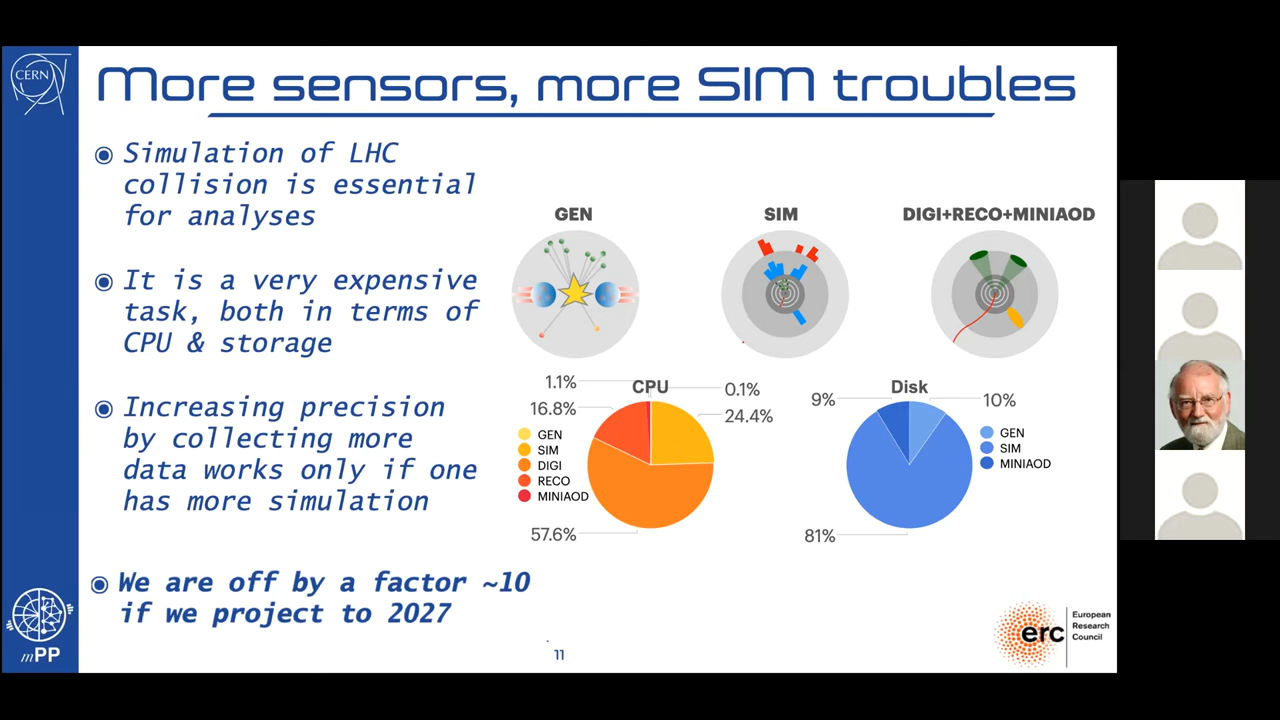 CERN
More sensors, more SIM troubles
Simulation of LHC
collision is essential
for analyses
It is a very expensive
task, both in terms of
CPU & storage
Increasing precision
by collecting more
data works only if one
has more simulation
We are off by a factor ~10
if we project to 2027
GEN
SIM
DIGI+RECO+MINIAOD
CPU
1.1%
0.1%
16.8%
24.4%
GEN
SIM
DIGI
RECO
MINIAOD
57.6%
Disk
9%
10%
GEN
SIM
MINIAOD
81%
mPP
11
erc
European
Research
Council